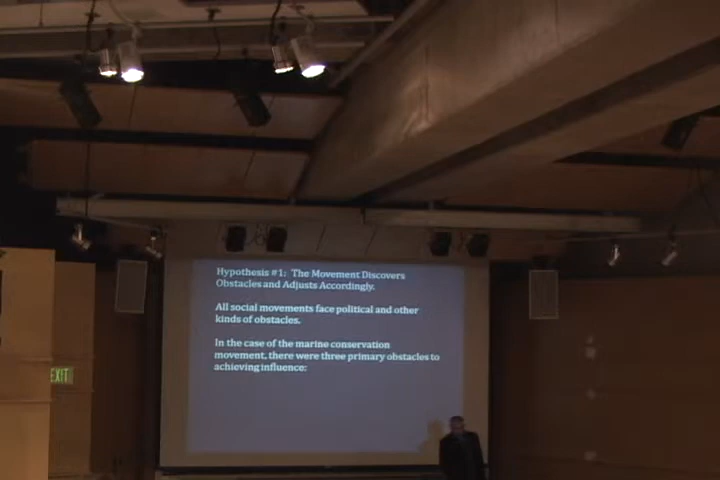 Hypothesis #1: The Movement Discovers
Obstacles and Adjusts Accordingly.
All social movements face political and other
kinds of obstacles.
In the case of the marine conservation
movement, there were three primary obstacles to
achieving influence:
EXIT